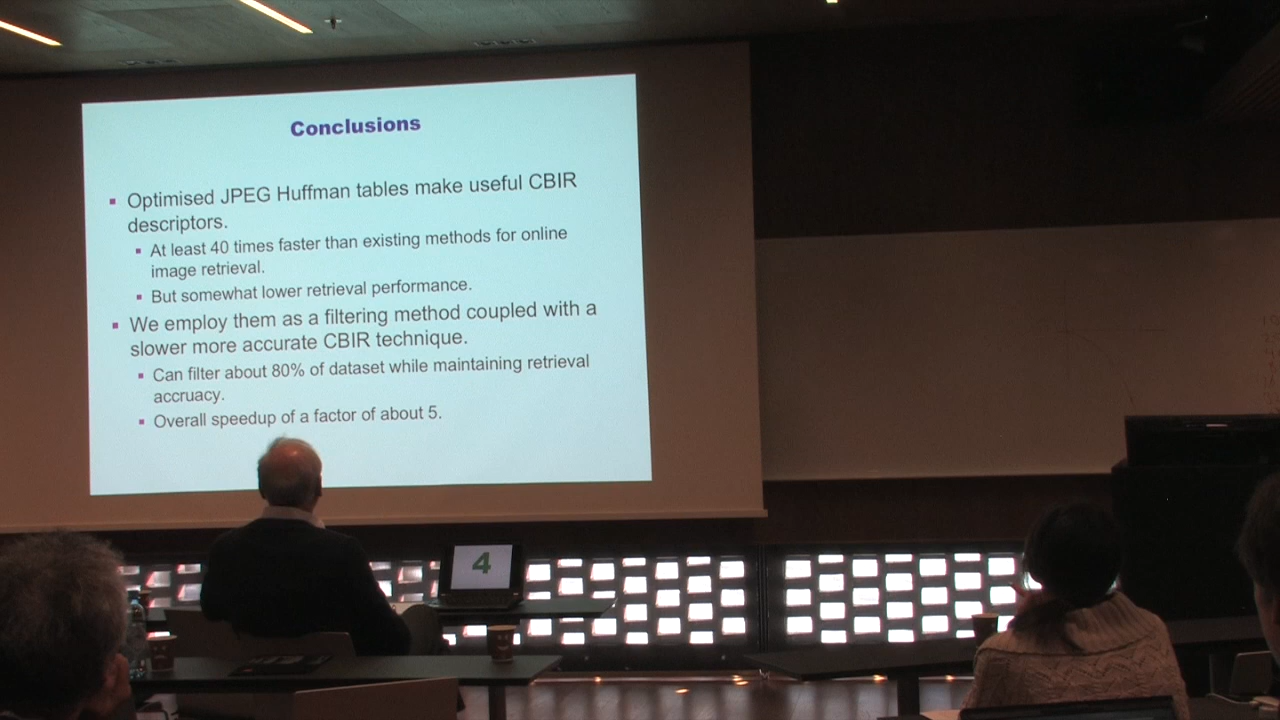 Conclusions
▪ Optimised JPEG Huffman tables make useful CBIR
descriptors.
▪ At least 40 times faster than existing methods for online
image retrieval.
▪ But somewhat lower retrieval performance.
▪ We employ them as a filtering method coupled with a
slower more accurate CBIR technique.
▪ Can filter about 80% of dataset while maintaining retrieval
accruacy.
▪ Overall speedup of a factor of about 5.
4